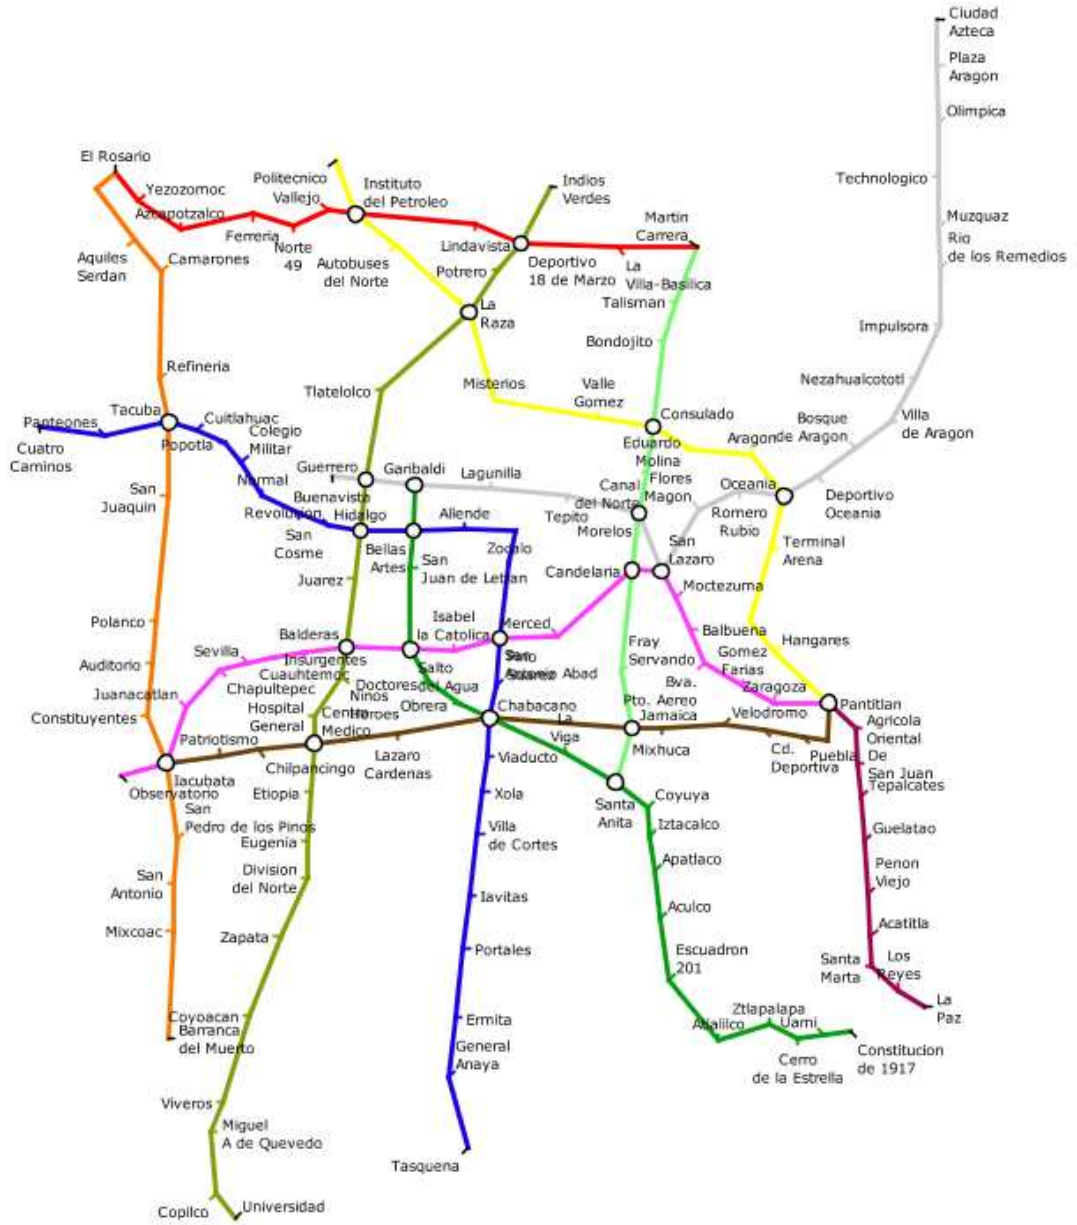 Ciudad
Azteca
Plaza
Aragon
Olimpica
El Rosario
Politecnico
Instituto
del Petroleo
Indios
Verdes
Technologico
Yezozomoc
Vallejo
Azcapotzalco
Martin
Carrera
Muzquaz
Rio
de los Remedios
Ferreria
Norte
49
Lindavista
Deportivo
18 de Marzo
La
Villa-Basilica
Aquiles
Serdan
Camarones
Autobuses
del Norte
Potrero
Talisman
La
Raza
Impulsora
Bondojito
Refineria
Tlatelolco
Misterios
Valle
Gomez
Nezahualcototl
Panteones
Tacuba
Cuitlahuac
Consulado
Bosque
Aragon
Villa
de Aragon
Cuatro
Caminos
Popotla
Colegio
Militar
Eduardo
Molina
Aragon
de
Guerrero
Garibaldi
Lagunilla
Flores
Magon
Oceania
Normal
Canal
del Norte
San
Juaquin
Buenavista
Romero
Rubio
Deportivo
Oceania
Revolucion
Hidalgo
Allende
Tepito
Morelos
San
Cosme
Bellas
Artes
Zocalo
San
Lazaro
Terminal
Arena
San
Juan de Letran
Candelaria
Juarez
Moctezuma
Polanco
Isabel
la Catolica
Merced
Balbuena
Sevilla
Balderas
Hangares
Insurgentes
Fray
Servando
Gomez
Farias
Auditorio
Cuauhtemoc
Salto
del Agua
San
Antonio Abad
Pino
Suarez
Juanacatlan
Chapultepec
Doctores
Bva.
Zaragoza
Constituyentes
Hospital
General
Ninos
Heroes
Obrera
Chabacano
Pto. Aereo
Pantitlan
Centro
Medico
La
Viga
Jamaica
Velodromo
Agricola
Oriental
Patriotismo
Mixhuca
Cd.
Deportiva
Puebla
De
San Juan
Chilpancingo
Lazaro
Cardenas
Viaducto
Observatorio
Tacubata
Tepalcates
San
Pedro de los Pinos
Etiopia
Xola
Santa
Anita
Coyuya
Iztacalco
Guelatao
Eugenia
Villa
de Cortes
Apatlaco
Penon
Viejo
San
Antonio
Division
del Norte
Iavitas
Aculco
Acatitla
Mixcoac
Zapata
Portales
Escuadron
201
Santa
Marta
Los
Reyes
Coyoacan
Barranca
del Muerto
Ermita
Ztlapalapa
La
Paz
Atlalilco
Uami
Constitucion
de 1917
General
Anaya
Cerro
de la Estrella
Viveros
Miguel
A de Quevedo
Tasquena
Copilco
Universidad